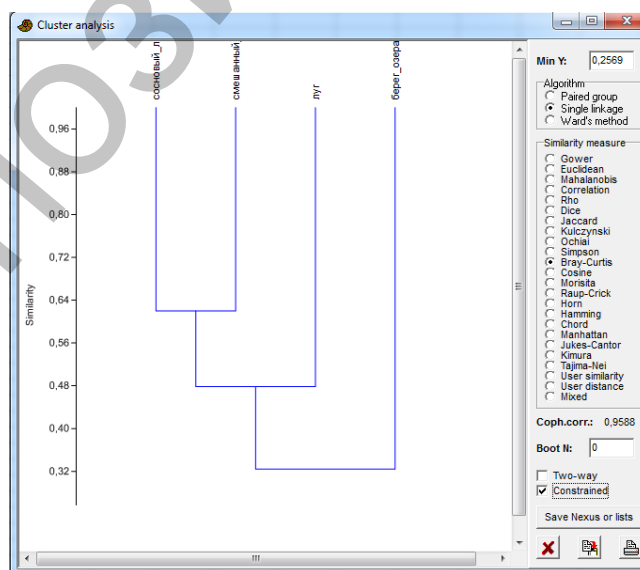 Cluster analysis
сосновый_л
смешанный
луг
берег_озера
0,96
0,88
0,80
0,72
0,64
0,56
0,48
0,40
0,32
Similarity
Min Y: 0,2569
Algorithm
Paired group
Single linkage
Ward's method
Similarity measure
Gower
Euclidean
Mahalanobis
Correlation
Rho
Dice
Jaccard
Kulczynski
Ochiai
Simpson
Bray-Curtis
Cosine
Morisita
Raup-Crick
Horn
Hamming
Chord
Manhattan
Jukes-Cantor
Kimura
Tajima-Nei
User similarity
User distance
Mixed
Coph.corr.: 0,9588
Boot N: 0
Two-way
Constrained
Save Nexus or lists